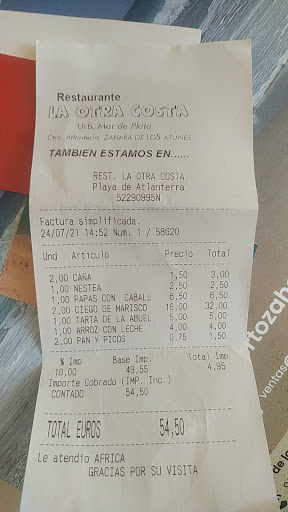 Restaurante
LA OTRA COSTA
Urb. Mar de Plata
Ctra. Atlanterra. ZAHARA DE LOS ATUNES
TAMBIEN ESTAMOS EN......
REST. LA OTRA COSTA
Playa de Atlanterra
52290995N
Factura simplificada.
24/07/21 14:52 Num. 1 / 58620
Und Artículo Precio Total
2,00 CAÑA 1,50 3,00
1,00 NESTEA 2,50 2,50
1,00 PAPAS CON CABALL 6,50 6,50
2,00 CIEGO DE MARISCO 16,00 32,00
1,00 TARTA DE LA ABUEL 5,00 5,00
1,00 ARROZ CON LECHE 4,00 4,00
2,00 PAN Y PICOS 0,75 1,50
% Imp Base Imp. Total Imp
10,00 49,55 4,95
Importe Cobrado (IMP. Inc.)
CONTADO 54,50
TOTAL EUROS 54,50
Le atendio AFRICA
GRACIAS POR SU VISITA
rtozah
ventas@
de lo